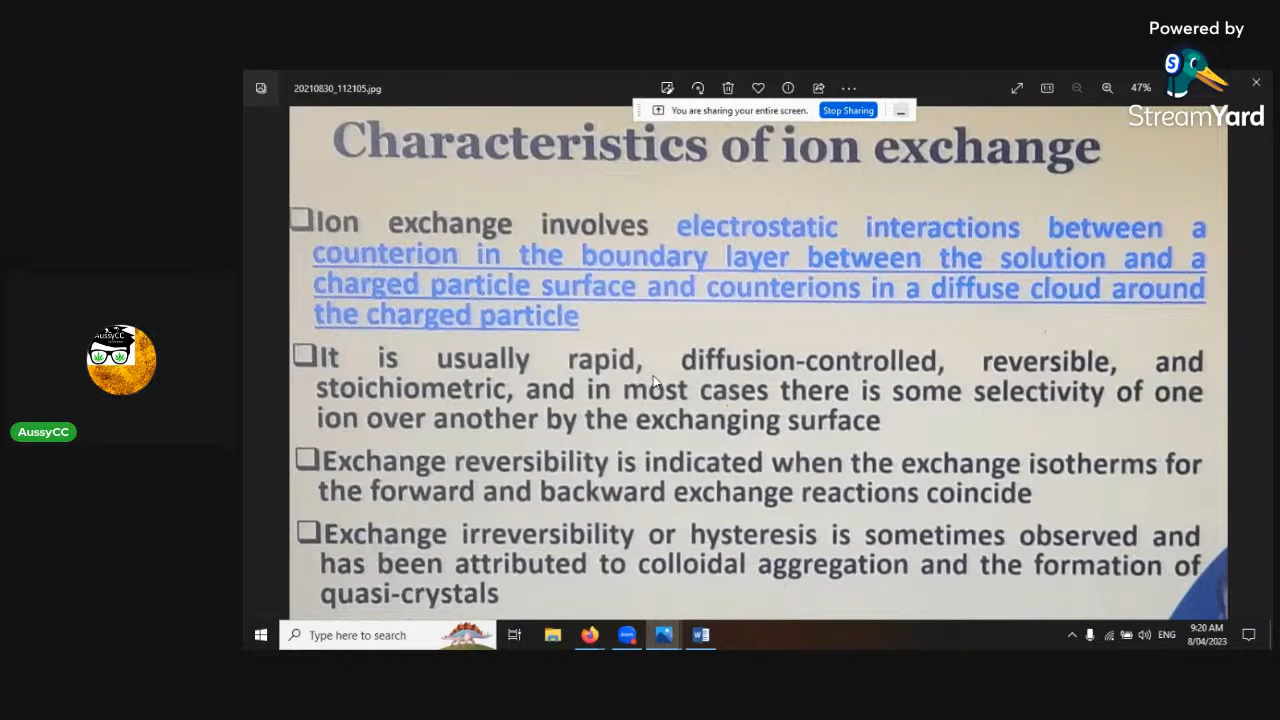 Powered by
StreamYard
20210830_112105.jpg
47%
You are sharing your entire screen.
Stop Sharing
Characteristics of ion exchange
Ion exchange involves electrostatic interactions between a
counterion in the boundary layer between the solution and a
charged particle surface and counterions in a diffuse cloud around
the charged particle
It is usually rapid, diffusion-controlled, reversible, and
stoichiometric, and in most cases there is some selectivity of one
ion over another by the exchanging surface
Exchange reversibility is indicated when the exchange isotherms for
the forward and backward exchange reactions coincide
Exchange irreversibility or hysteresis is sometimes observed and
has been attributed to colloidal aggregation and the formation of
quasi-crystals
AussyCC
AussyCC
Type here to search
zoom
ENG
9:20 AM
8/04/2023